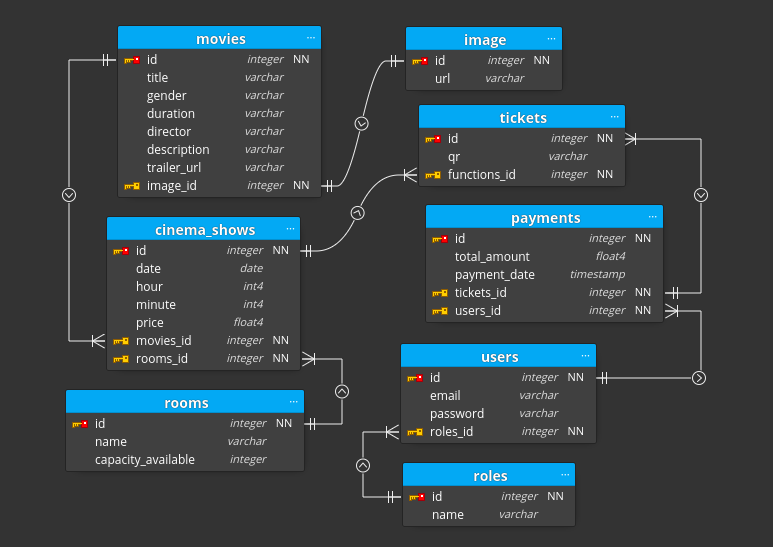 movies ...
id integer NN
title varchar
gender varchar
duration varchar
director varchar
description varchar
trailer_url varchar
image_id integer NN
image ...
id integer NN
url varchar
tickets ...
id integer NN
qr varchar
functions_id integer NN
cinema_shows ...
id integer NN
date date
hour int4
minute int4
price float4
movies_id integer NN
rooms_id integer NN
payments ...
id integer NN
total_amount float4
payment_date timestamp
tickets_id integer NN
users_id integer NN
users ...
id integer NN
email varchar
password varchar
roles_id integer NN
rooms ...
id integer NN
name varchar
capacity_available integer
roles ...
id integer NN
name varchar